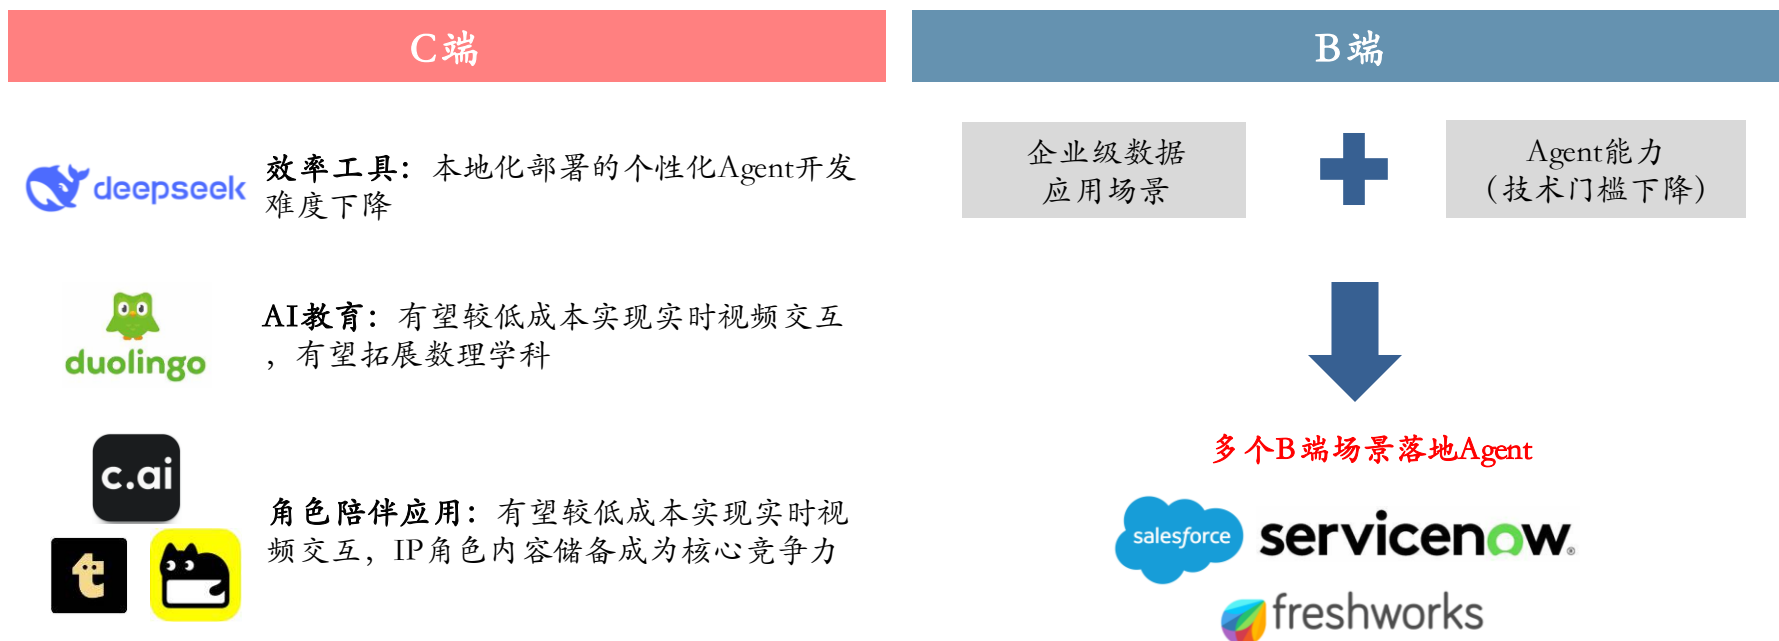 C端
deepseek
效率工具：本地化部署的个性化Agent开发
难度下降
duolingo
AI教育：有望较低成本实现实时视频交互
，有望拓展数理学科
c.ai
t
角色陪伴应用：有望较低成本实现实时视
频交互，IP角色内容储备成为核心竞争力
B端
企业级数据
应用场景
Agent能力
（技术门槛下降）
多个B端场景落地Agent
salesforce
servicenow.
freshworks